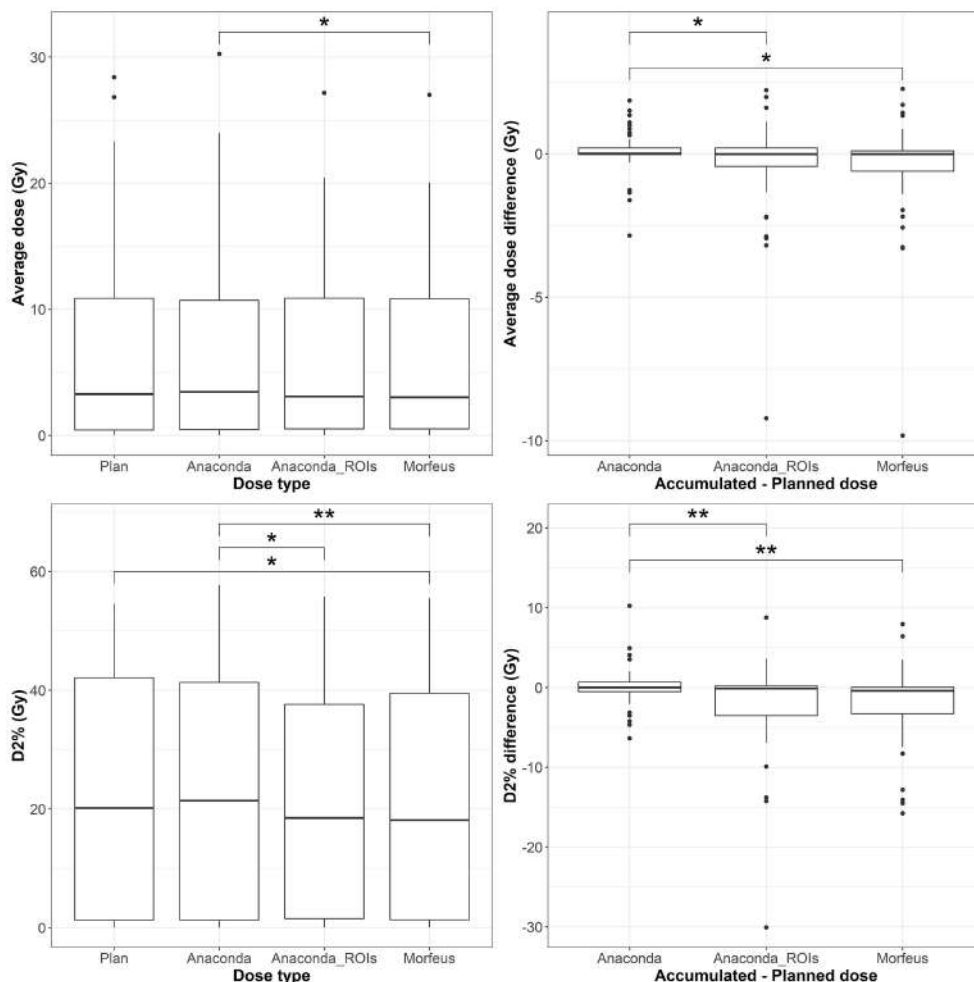 *
30
20
10
0
Average dose (Gy)
Plan
Anaconda
Anaconda_ROIs
Morfeus
Dose type
*
*
0
-5
-10
Average dose difference (Gy)
Anaconda
Anaconda_ROIs
Morfeus
Accumulated - Planned dose
**
*
*
60
40
20
0
D2% (Gy)
Plan
Anaconda
Anaconda_ROIs
Morfeus
Dose type
**
**
20
10
0
-10
-20
-30
D2% difference (Gy)
Anaconda
Anaconda_ROIs
Morfeus
Accumulated - Planned dose